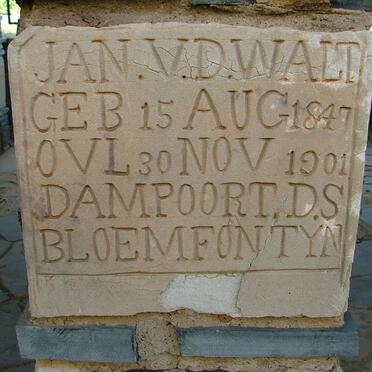 JAN. V.D. WALT
GEB 15 AUG 1847
OVL 30 NOV 1901
DAMPOORT. D.S
BLOEMFONTYN